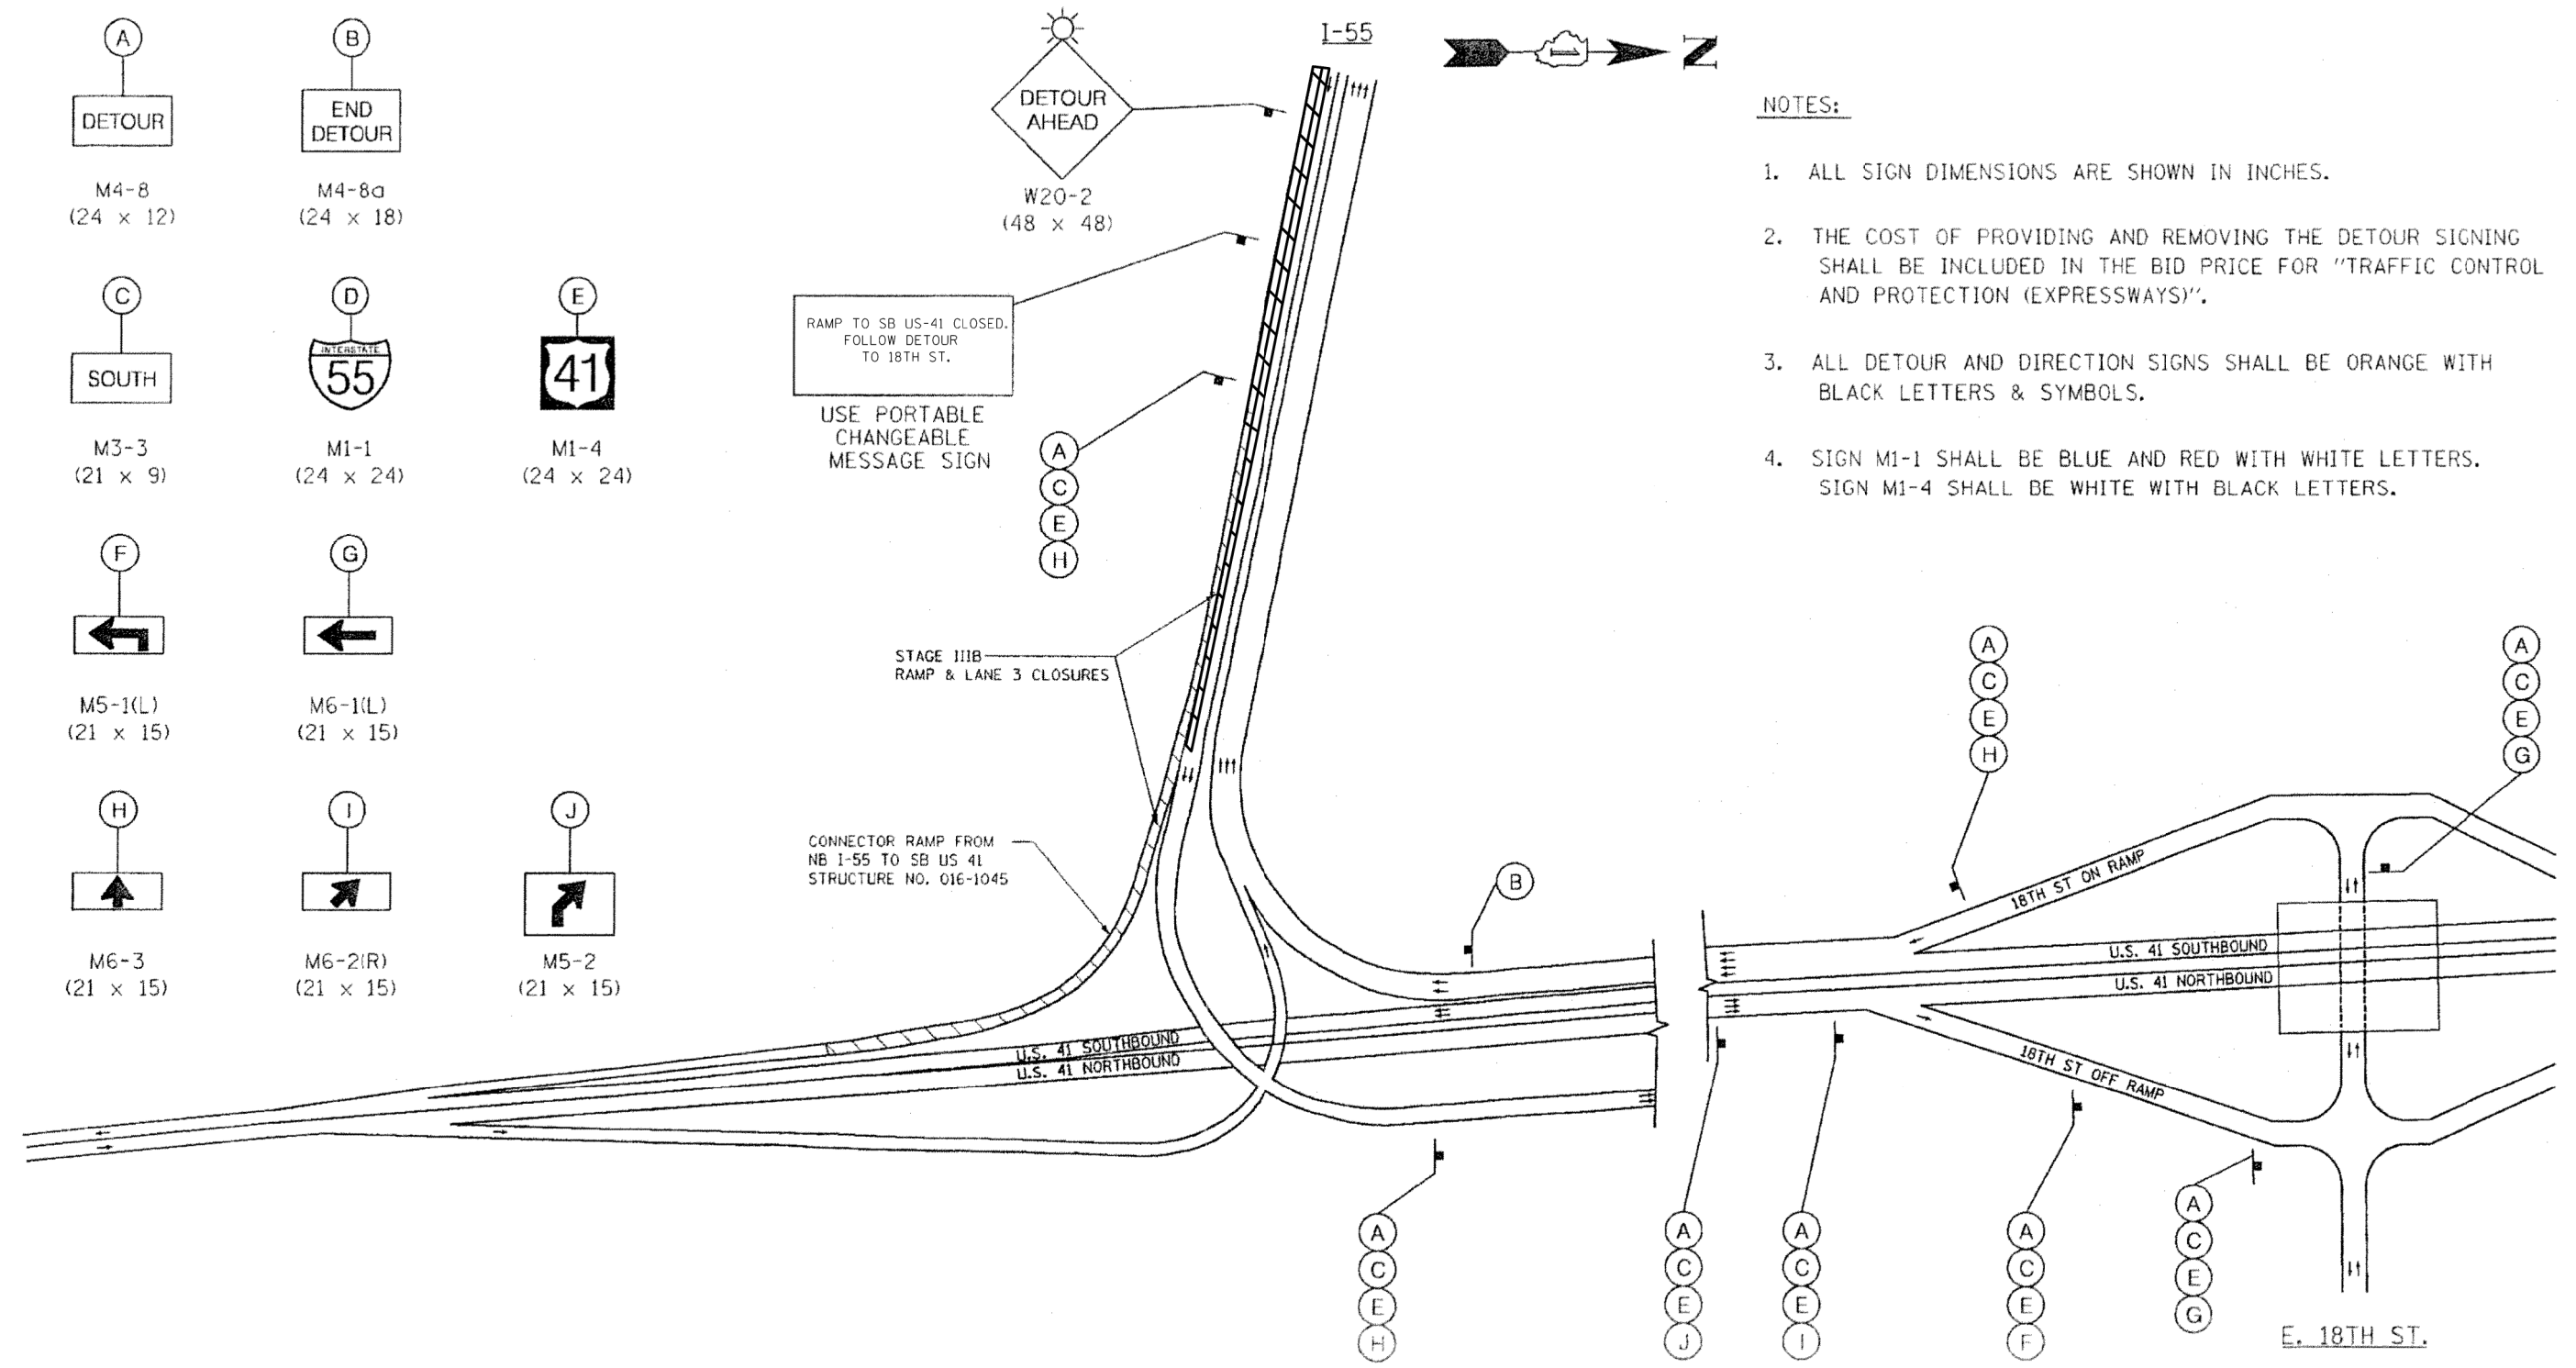 A
DETOUR
M4-8
(24 x 12)
B
END
DETOUR
M4-8a
(24 x 18)
C
SOUTH
M3-3
(21 x 9)
D
INTERSTATE
55
M1-1
(24 x 24)
E
41
M1-4
(24 x 24)
F
M5-1(L)
(21 x 15)
G
M6-1(L)
(21 x 15)
H
M6-3
(21 x 15)
I
M6-2(R)
(21 x 15)
J
M5-2
(21 x 15)
DETOUR
AHEAD
W20-2
(48 x 48)
I-55
N
RAMP TO SB US-41 CLOSED.
FOLLOW DETOUR
TO 18TH ST.
USE PORTABLE
CHANGEABLE
MESSAGE SIGN
A
C
E
H
STAGE IIIB
RAMP & LANE 3 CLOSURES
CONNECTOR RAMP FROM
NB I-55 TO SB US 41
STRUCTURE NO. 016-1045
NOTES:
1. ALL SIGN DIMENSIONS ARE SHOWN IN INCHES.
2. THE COST OF PROVIDING AND REMOVING THE DETOUR SIGNING
SHALL BE INCLUDED IN THE BID PRICE FOR "TRAFFIC CONTROL
AND PROTECTION (EXPRESSWAYS)".
3. ALL DETOUR AND DIRECTION SIGNS SHALL BE ORANGE WITH
BLACK LETTERS & SYMBOLS.
4. SIGN M1-1 SHALL BE BLUE AND RED WITH WHITE LETTERS.
SIGN M1-4 SHALL BE WHITE WITH BLACK LETTERS.
A
C
E
H
A
C
E
G
B
18TH ST ON RAMP
U.S. 41 SOUTHBOUND
U.S. 41 NORTHBOUND
18TH ST OFF RAMP
U.S. 41 SOUTHBOUND
U.S. 41 NORTHBOUND
A
C
E
H
A
C
E
J
A
C
E
I
A
C
E
F
A
C
E
G
E. 18TH ST.